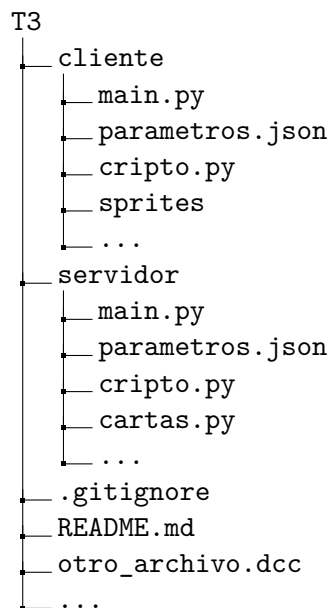 T3
cliente
main.py
parametros.json
cripto.py
sprites
...
servidor
main.py
parametros.json
cripto.py
cartas.py
...
.gitignore
README.md
otro_archivo.dcc
...